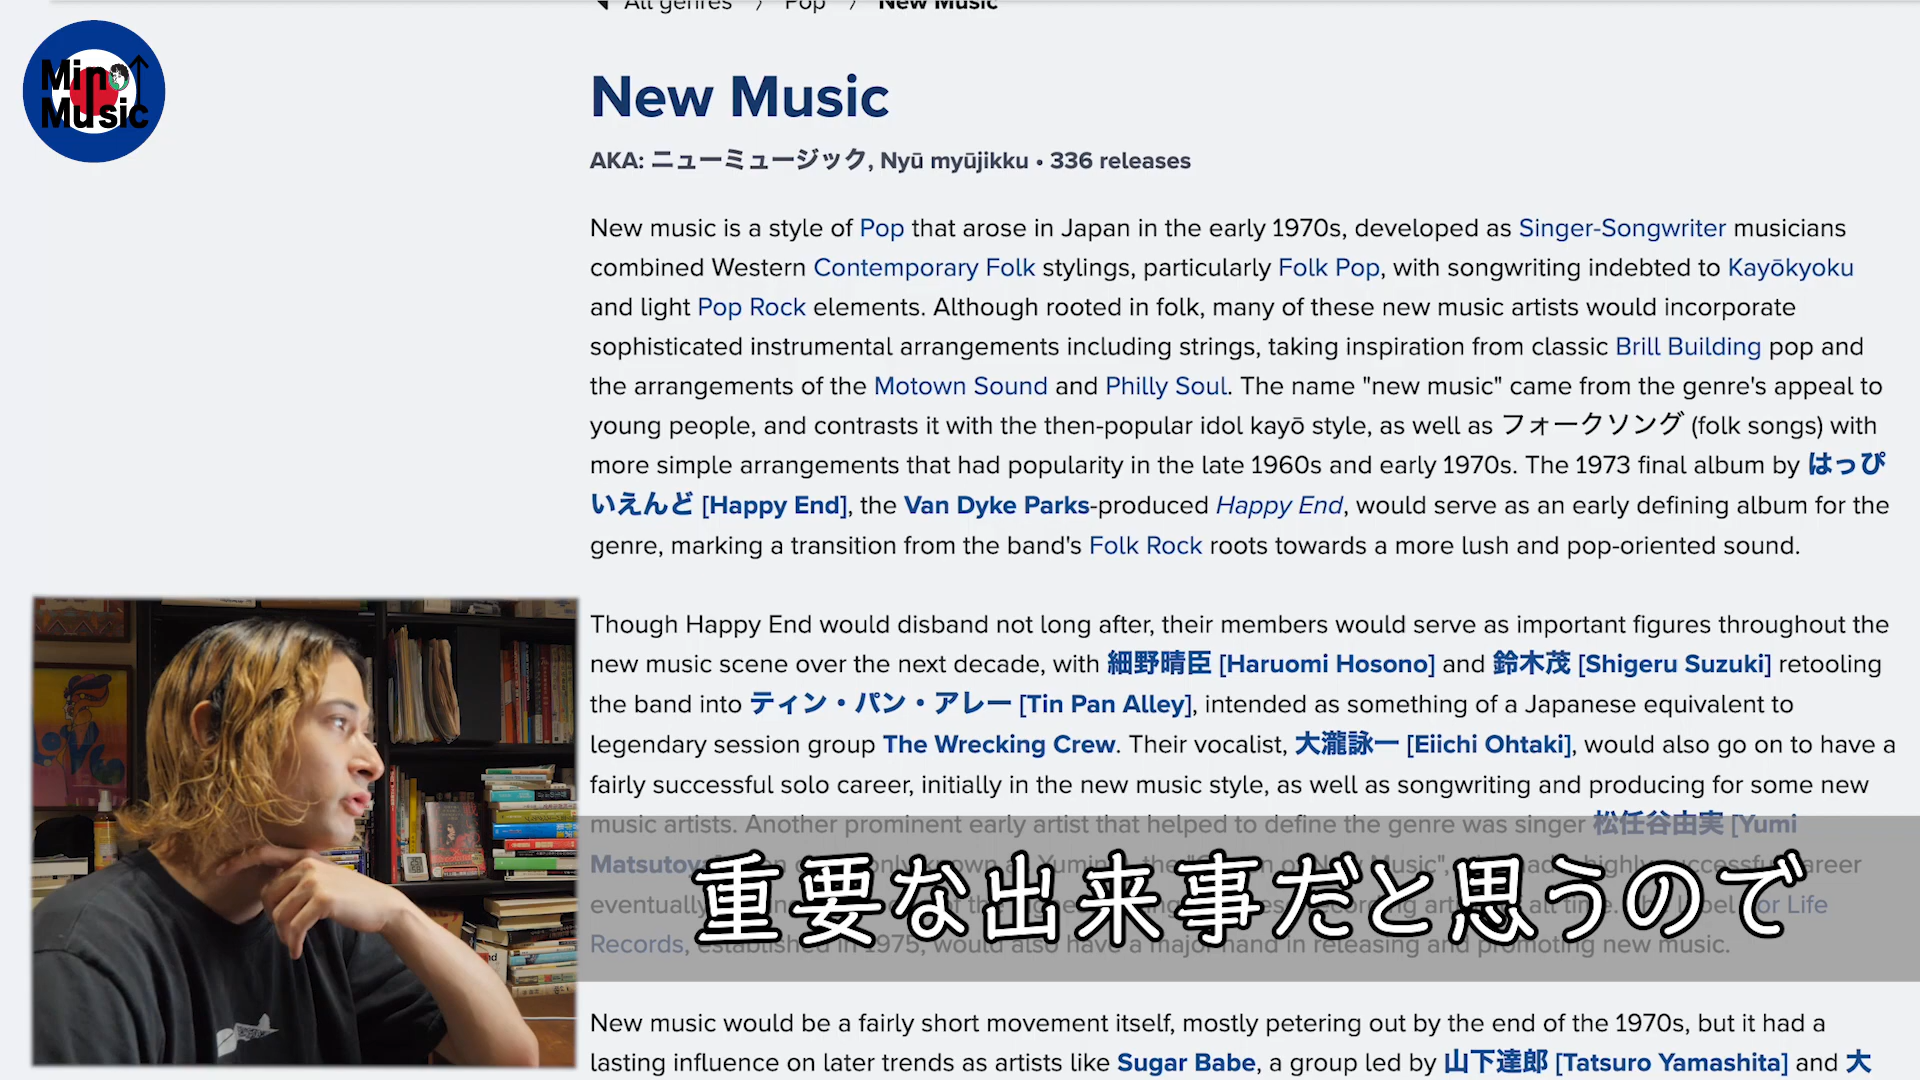 All genres 〉 Pop 〉 New Music
Mino
Music
New Music
AKA: ニューミュージック, Nyū myūjikku • 336 releases
New music is a style of Pop that arose in Japan in the early 1970s, developed as Singer-Songwriter musicians
combined Western Contemporary Folk stylings, particularly Folk Pop, with songwriting indebted to Kayōkyoku
and light Pop Rock elements. Although rooted in folk, many of these new music artists would incorporate
sophisticated instrumental arrangements including strings, taking inspiration from classic Brill Building pop and
the arrangements of the Motown Sound and Philly Soul. The name "new music" came from the genre's appeal to
young people, and contrasts it with the then-popular idol kayō style, as well as フォークソング (folk songs) with
more simple arrangements that had popularity in the late 1960s and early 1970s. The 1973 final album by はっぴ
いえんど [Happy End], the Van Dyke Parks-produced Happy End, would serve as an early defining album for the
genre, marking a transition from the band's Folk Rock roots towards a more lush and pop-oriented sound.
Though Happy End would disband not long after, their members would serve as important figures throughout the
new music scene over the next decade, with 細野晴臣 [Haruomi Hosono] and 鈴木茂 [Shigeru Suzuki] retooling
the band into ティン・パン・アレー [Tin Pan Alley], intended as something of a Japanese equivalent to
legendary session group The Wrecking Crew. Their vocalist, 大瀧詠一 [Eiichi Ohtaki], would also go on to have a
fairly successful solo career, initially in the new music style, as well as songwriting and producing for some new
music artists. Another prominent early artist that helped to define the genre was singer 松任谷由実 [Yumi
重要な出来事だと思うので
Records, established in 1975, would also have a major hand in releasing and promoting new music.
New music would be a fairly short movement itself, mostly petering out by the end of the 1970s, but it had a
lasting influence on later trends as artists like Sugar Babe, a group led by 山下達郎 [Tatsuro Yamashita] and 大